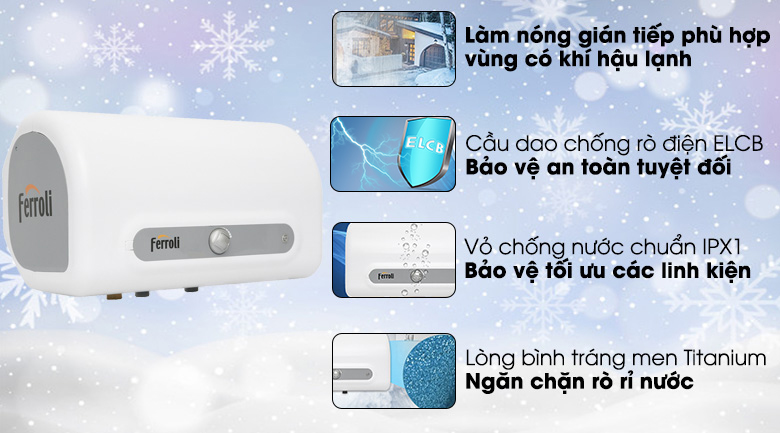 Làm nóng gián tiếp phù hợp
vùng có khí hậu lạnh
Ferroli
Ferroli
ELCB
Cầu dao chống rò điện ELCB
Bảo vệ an toàn tuyệt đối
Ferroli
Vỏ chống nước chuẩn IPX1
Bảo vệ tối ưu các linh kiện
Lòng bình tráng men Titanium
Ngăn chặn rò rỉ nước